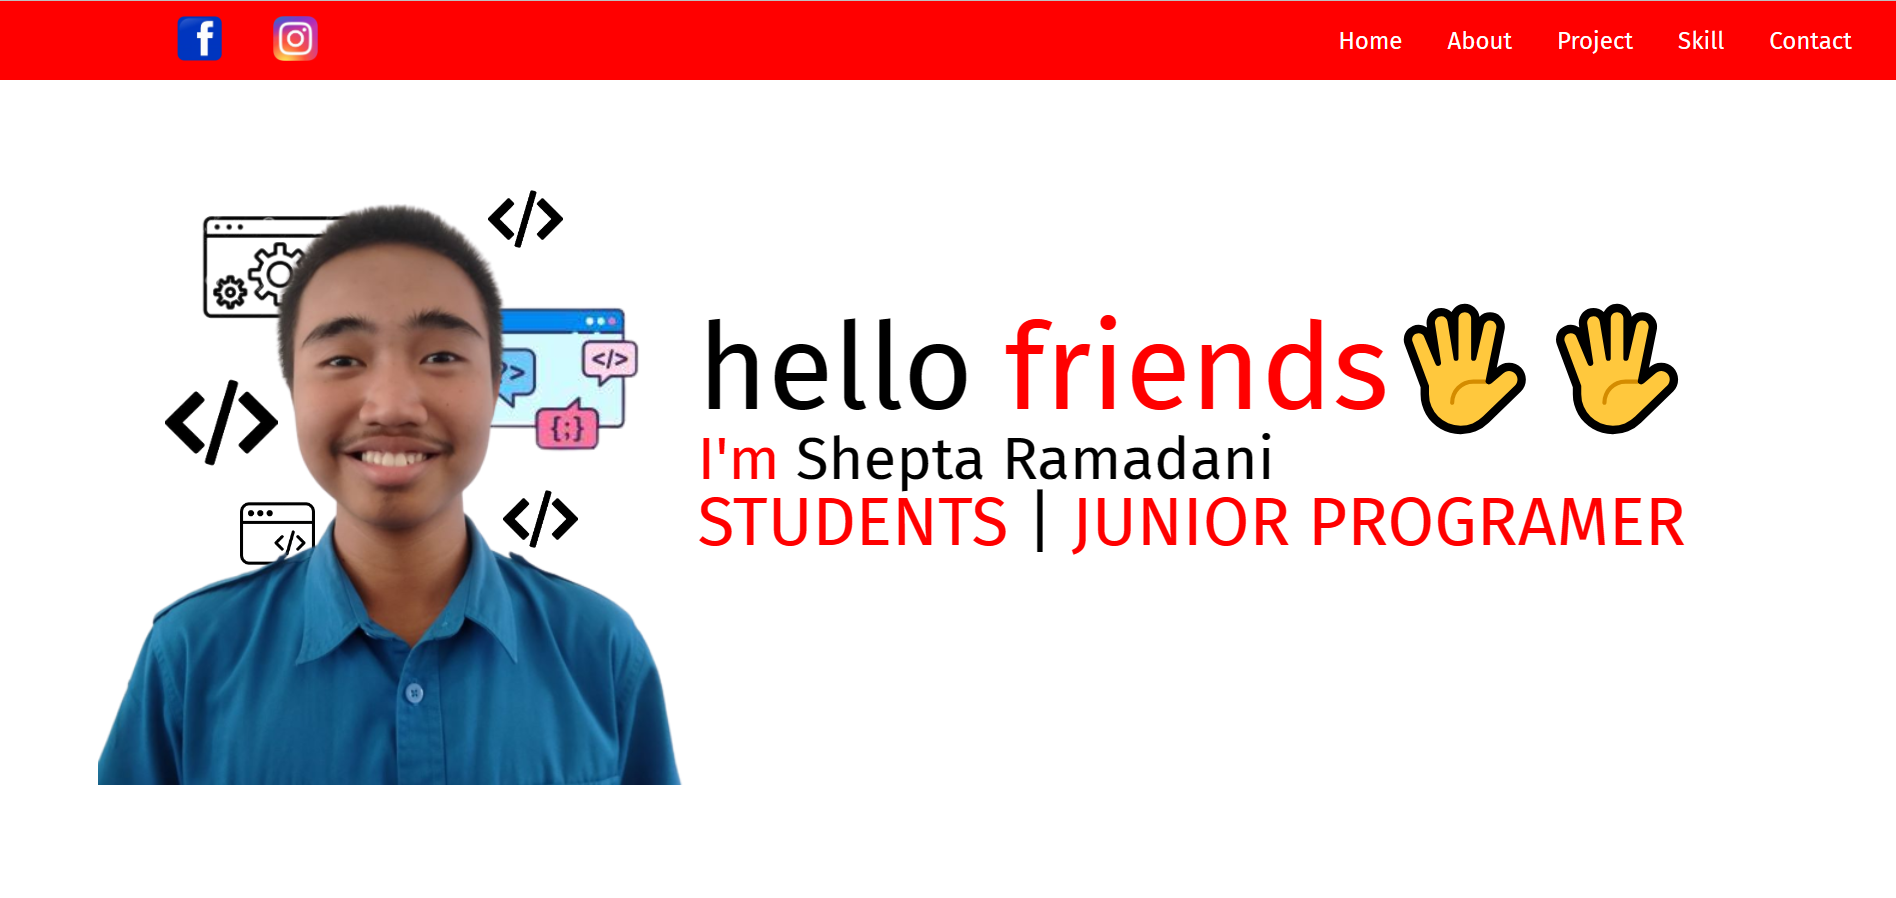 Home About Project Skill Contact
</>
</>
</>
?>
{;}
</>
</>
</>
hello friends🖐🖐
I'm Shepta Ramadani
STUDENTS | JUNIOR PROGRAMER